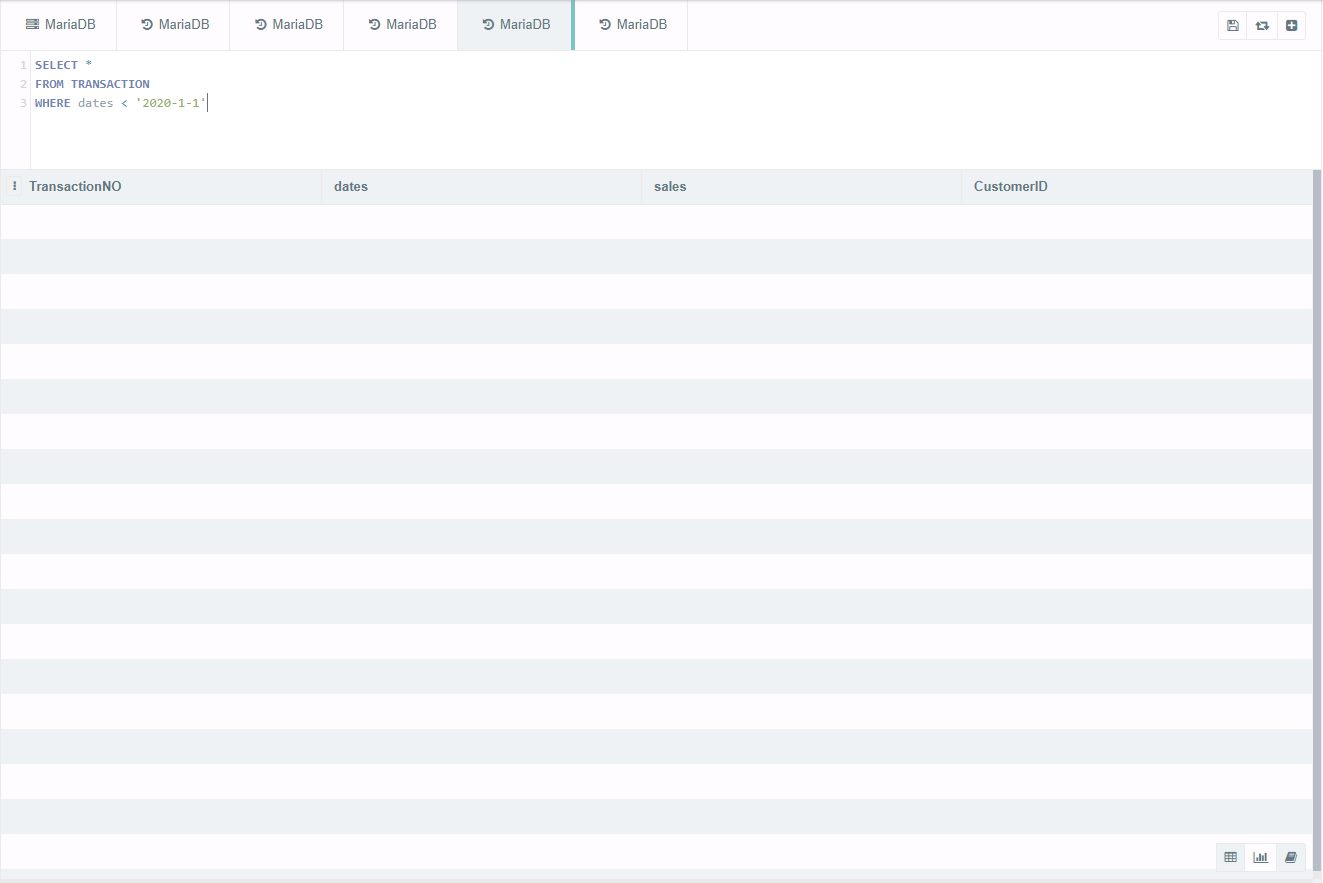 MariaDB MariaDB MariaDB MariaDB MariaDB MariaDB
1 SELECT *
2 FROM TRANSACTION
3 WHERE dates < '2020-1-1'
TransactionNO dates sales CustomerID